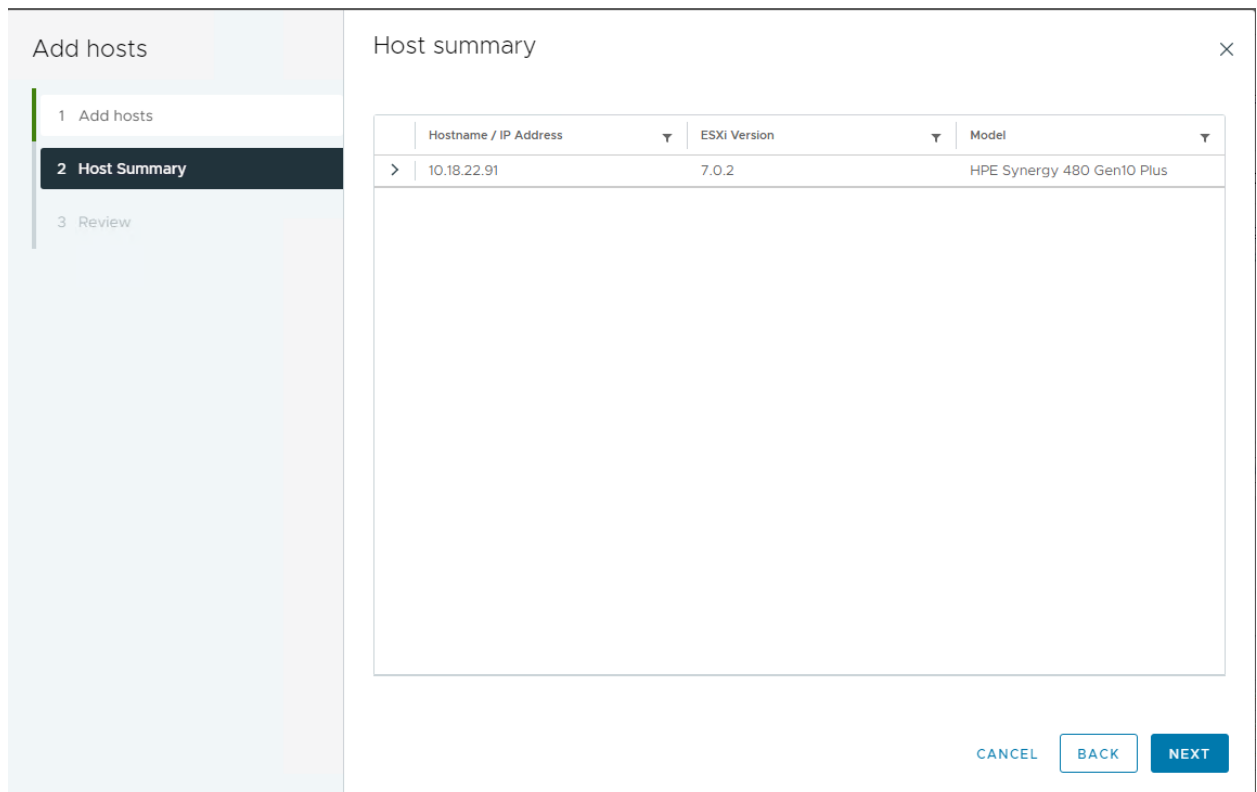 Add hosts
1 Add hosts
2 Host Summary
3 Review
Host summary
Hostname / IP Address ESXi Version Model
10.18.22.91 7.0.2 HPE Synergy 480 Gen10 Plus
CANCEL BACK NEXT